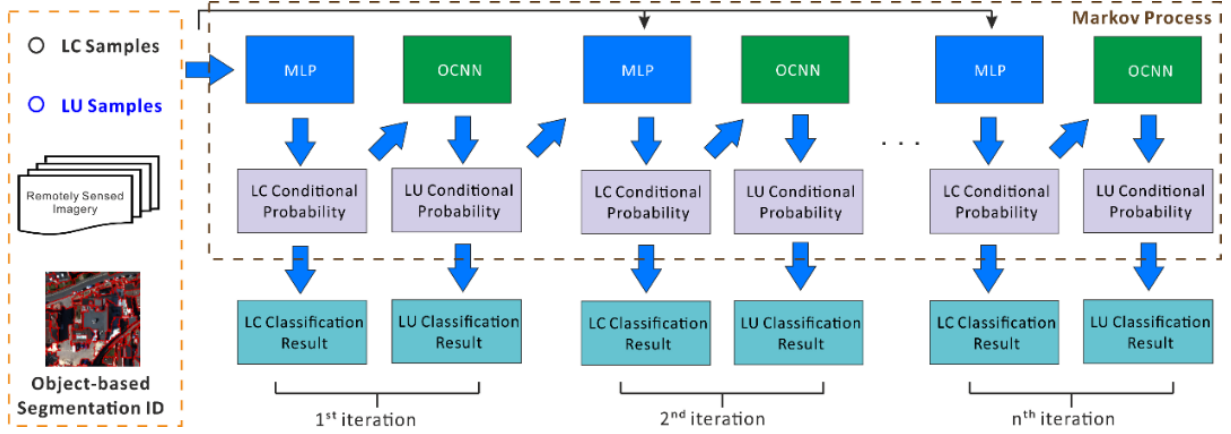 Markov Process
LC Samples
LU Samples
Remotely Sensed
Imagery
Object-based
Segmentation ID
MLP
OCNN
MLP
OCNN
MLP
OCNN
. . .
LC Conditional
Probability
LU Conditional
Probability
LC Conditional
Probability
LU Conditional
Probability
LC Conditional
Probability
LU Conditional
Probability
LC Classification
Result
LU Classification
Result
LC Classification
Result
LU Classification
Result
LC Classification
Result
LU Classification
Result
1st iteration
2nd iteration
nth iteration